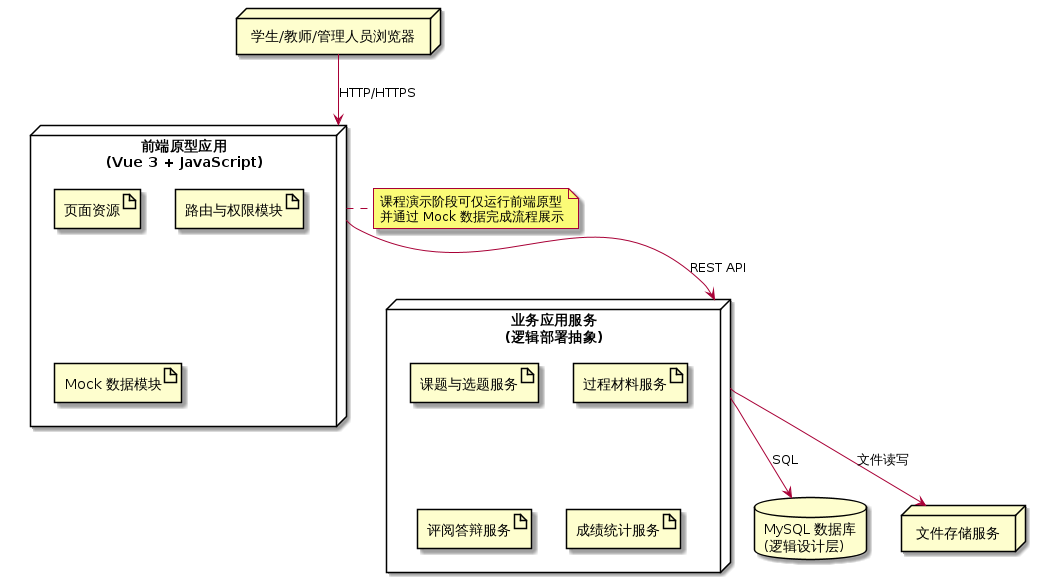 学生/教师/管理人员浏览器
HTTP/HTTPS
前端原型应用
(Vue 3 + JavaScript)
页面资源
路由与权限模块
课程演示阶段可仅运行前端原型
并通过 Mock 数据完成流程展示
REST API
业务应用服务
(逻辑部署抽象)
Mock 数据模块
课题与选题服务
过程材料服务
SQL
文件读写
评阅答辩服务
成绩统计服务
MySQL 数据库
(逻辑设计层)
文件存储服务